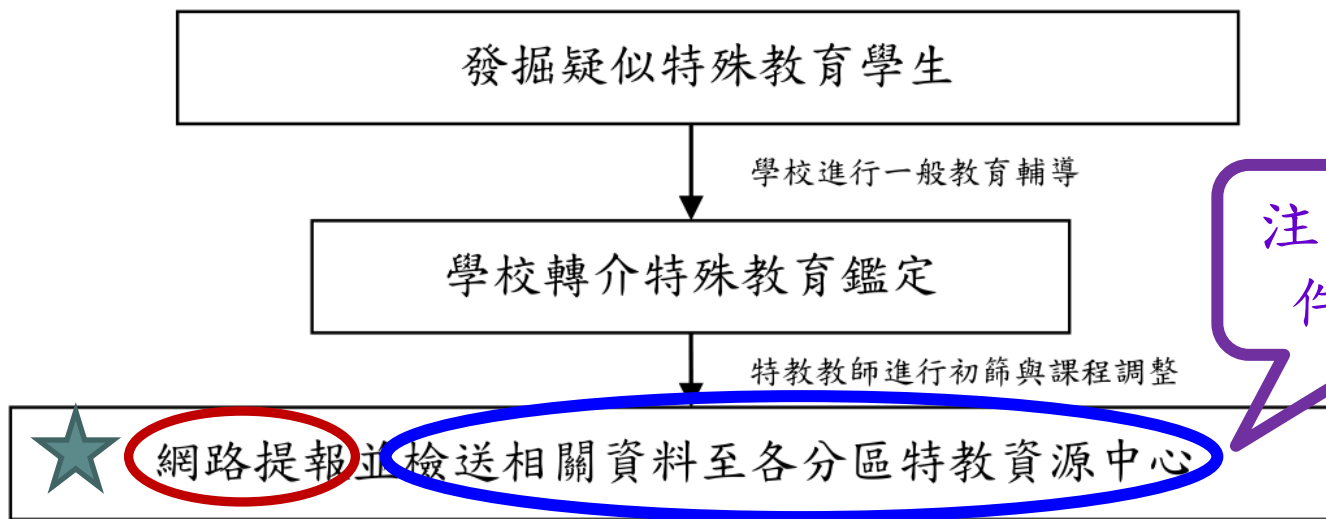 發掘疑似特殊教育學生
學校進行一般教育輔導
注
件
學校轉介特殊教育鑑定
特教教師進行初篩與課程調整
網路提報並檢送相關資料至各分區特教資源中心